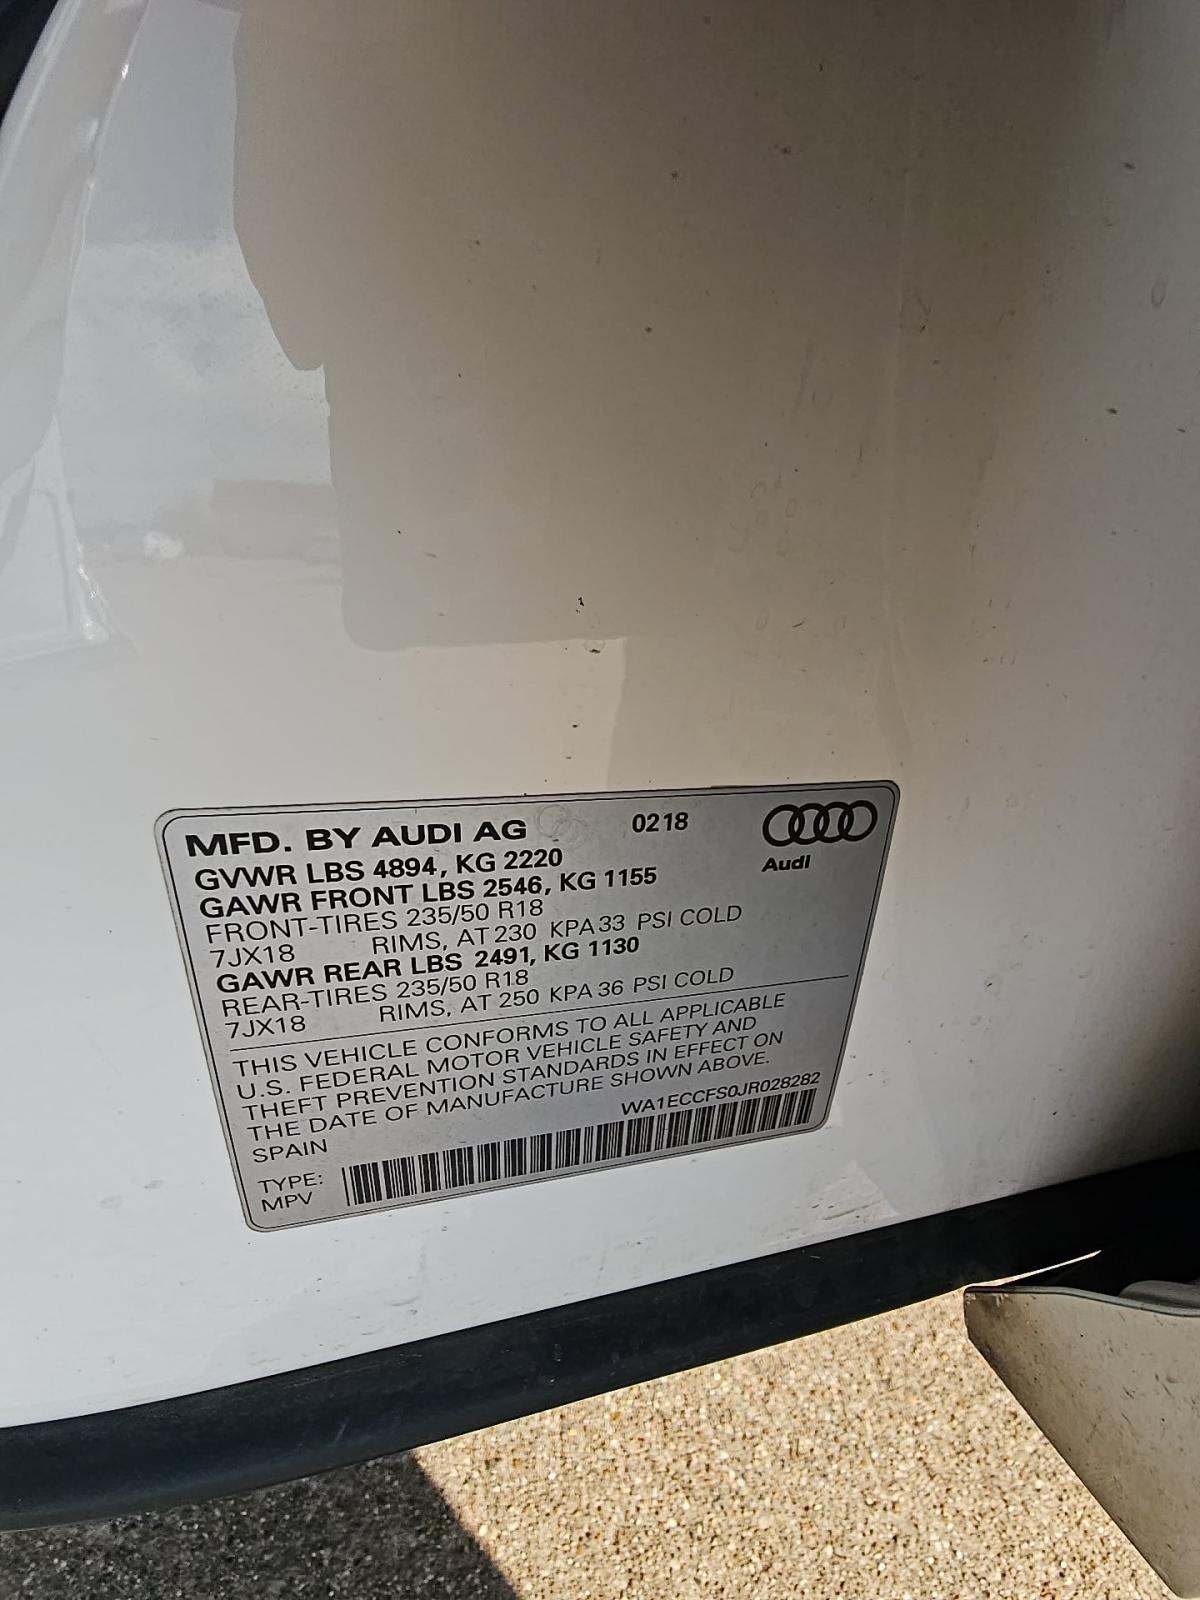 MFD. BY AUDI AG 0218
Audi
GVWR LBS 4894, KG 2220
GAWR FRONT LBS 2546, KG 1155
FRONT-TIRES 235/50 R18
7JX18 RIMS, AT 230 KPA 33 PSI COLD
GAWR REAR LBS 2491, KG 1130
REAR-TIRES 235/50 R18
7JX18 RIMS, AT 250 KPA 36 PSI COLD
THIS VEHICLE CONFORMS TO ALL APPLICABLE
U.S. FEDERAL MOTOR VEHICLE SAFETY AND
THEFT PREVENTION STANDARDS IN EFFECT ON
THE DATE OF MANUFACTURE SHOWN ABOVE.
SPAIN WA1ECCFS0JR028282
TYPE:
MPV